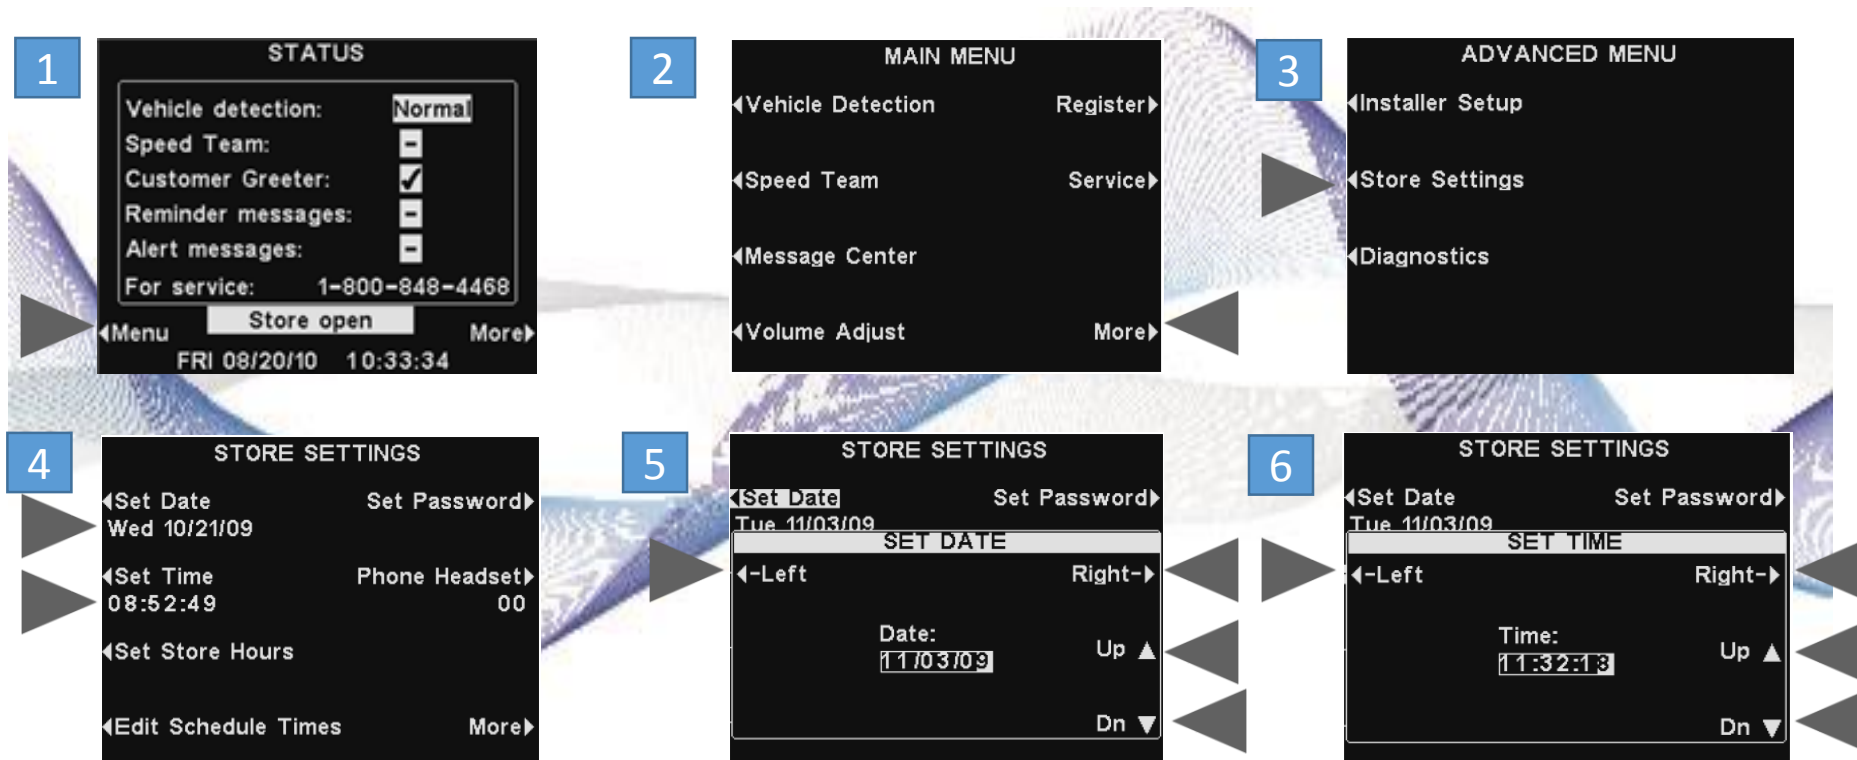 1
STATUS
Vehicle detection: Normal
Speed Team: -
Customer Greeter: ✓
Reminder messages: -
Alert messages: -
For service: 1-800-848-4468
Store open
◀Menu More▶
FRI 08/20/10 10:33:34
2
MAIN MENU
◀Vehicle Detection Register▶
◀Speed Team Service▶
◀Message Center
◀Volume Adjust More▶
3
ADVANCED MENU
◀Installer Setup
◀Store Settings
◀Diagnostics
4
STORE SETTINGS
◀Set Date Set Password▶
Wed 10/21/09
◀Set Time Phone Headset▶
08:52:49 00
◀Set Store Hours
◀Edit Schedule Times More▶
5
STORE SETTINGS
◀Set Date Set Password▶
Tue 11/03/09
SET DATE
◀-Left Right-▶
Date:
11/03/09
Up ▲
Dn ▼
6
STORE SETTINGS
◀Set Date Set Password▶
Tue 11/03/09
SET TIME
◀-Left Right-▶
Time:
11:32:18
Up ▲
Dn ▼